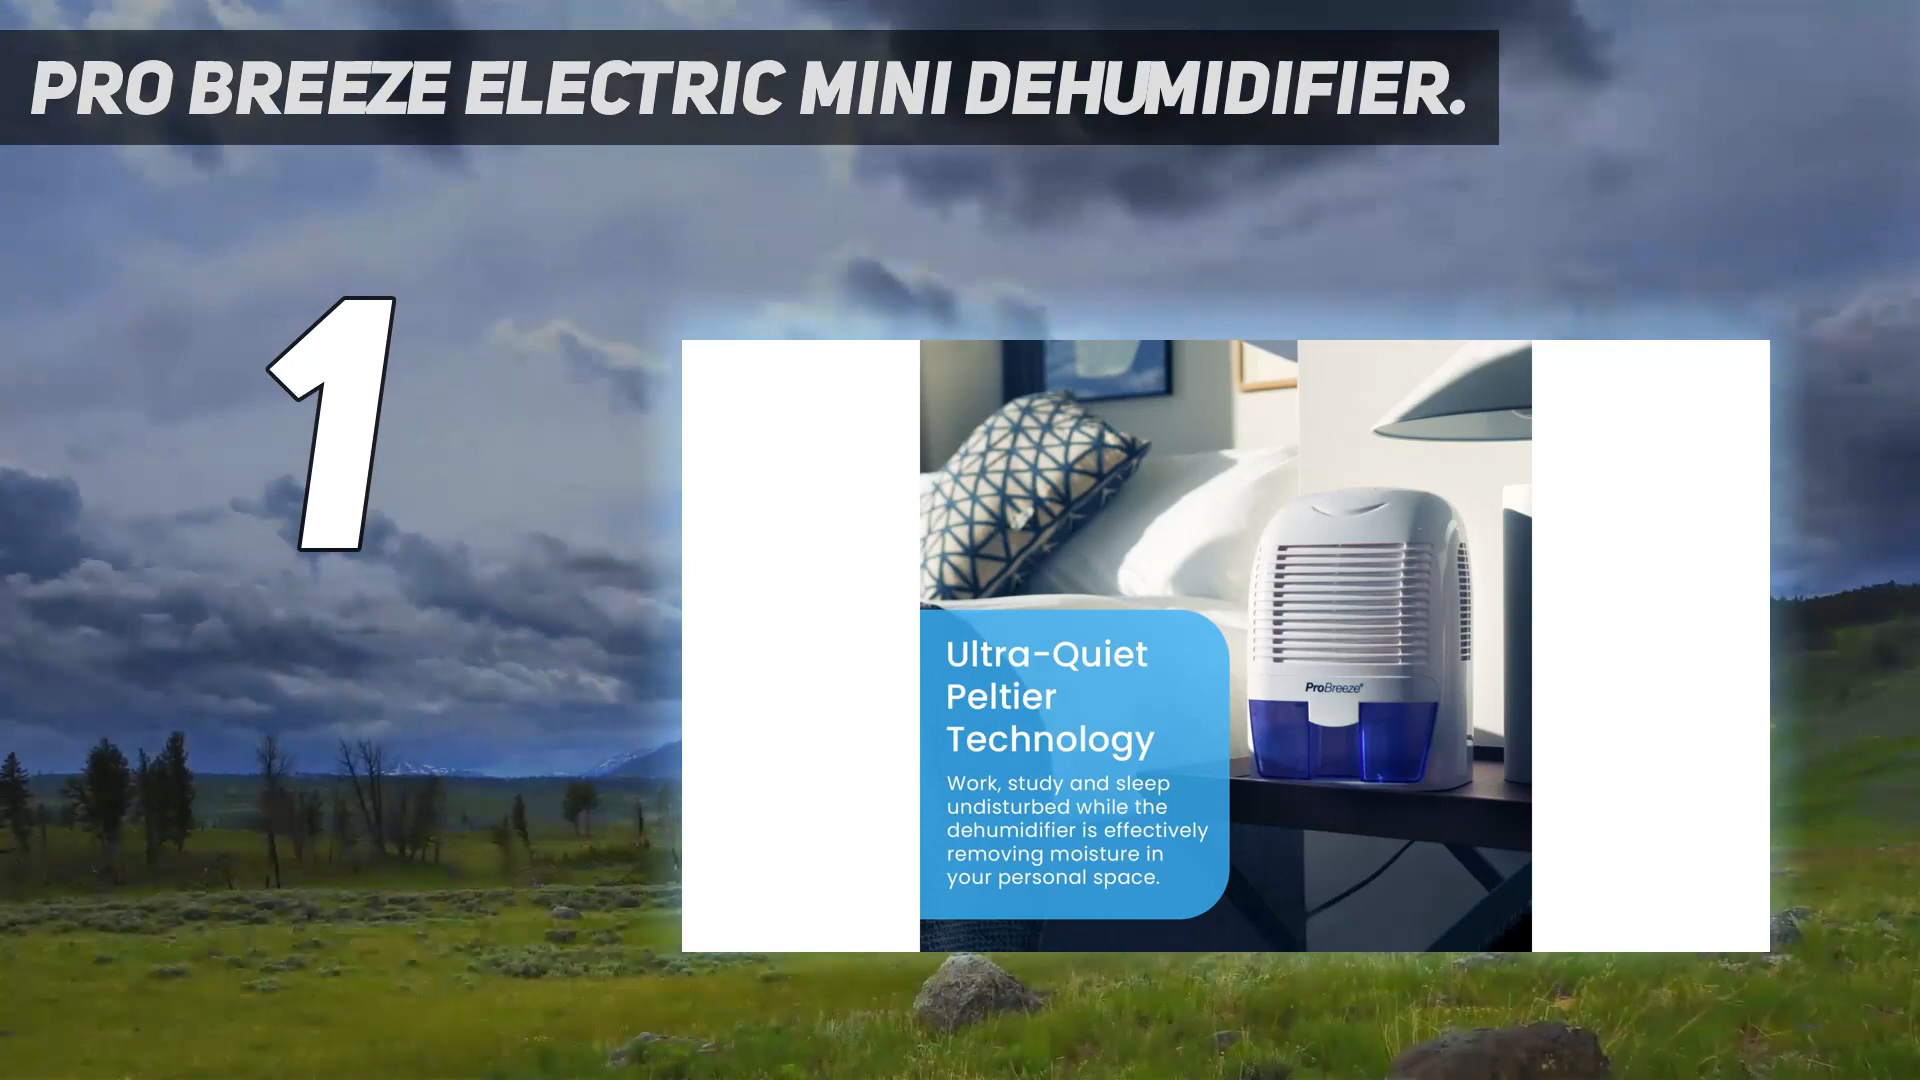 PRO BREEZE ELECTRIC MINI DEHUMIDIFIER.
1
ProBreeze®
Ultra-Quiet
Peltier
Technology
Work, study and sleep
undisturbed while the
dehumidifier is effectively
removing moisture in
your personal space.